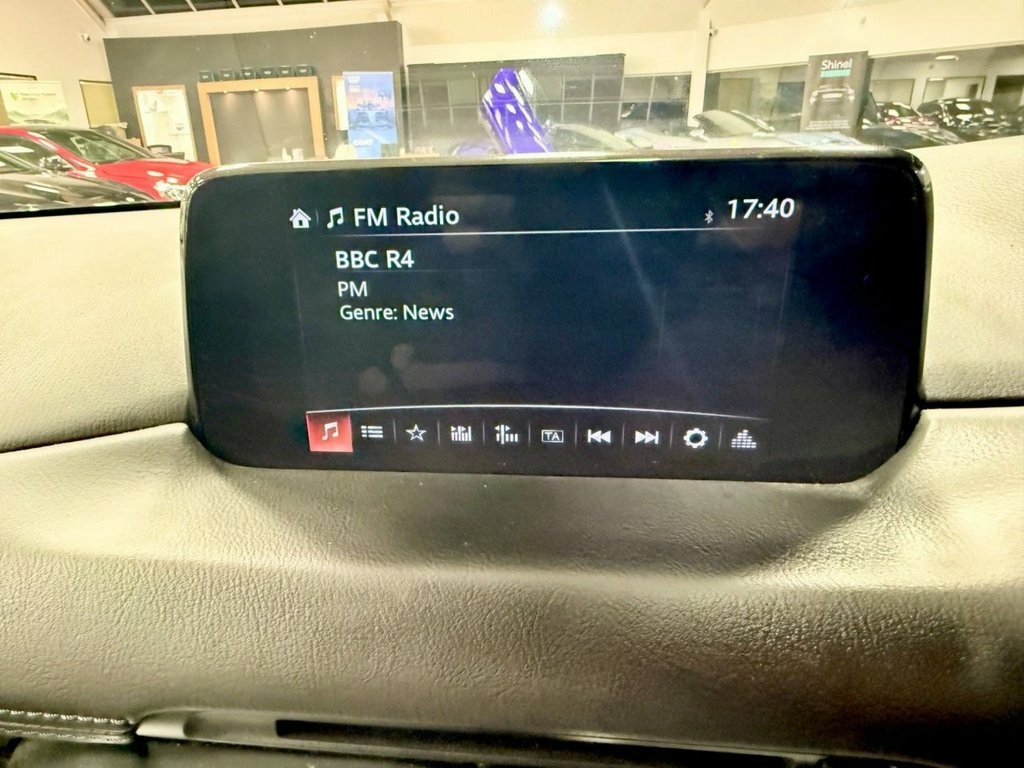 Shine!
FM Radio
17:40
BBC R4
PM
Genre: News
TA